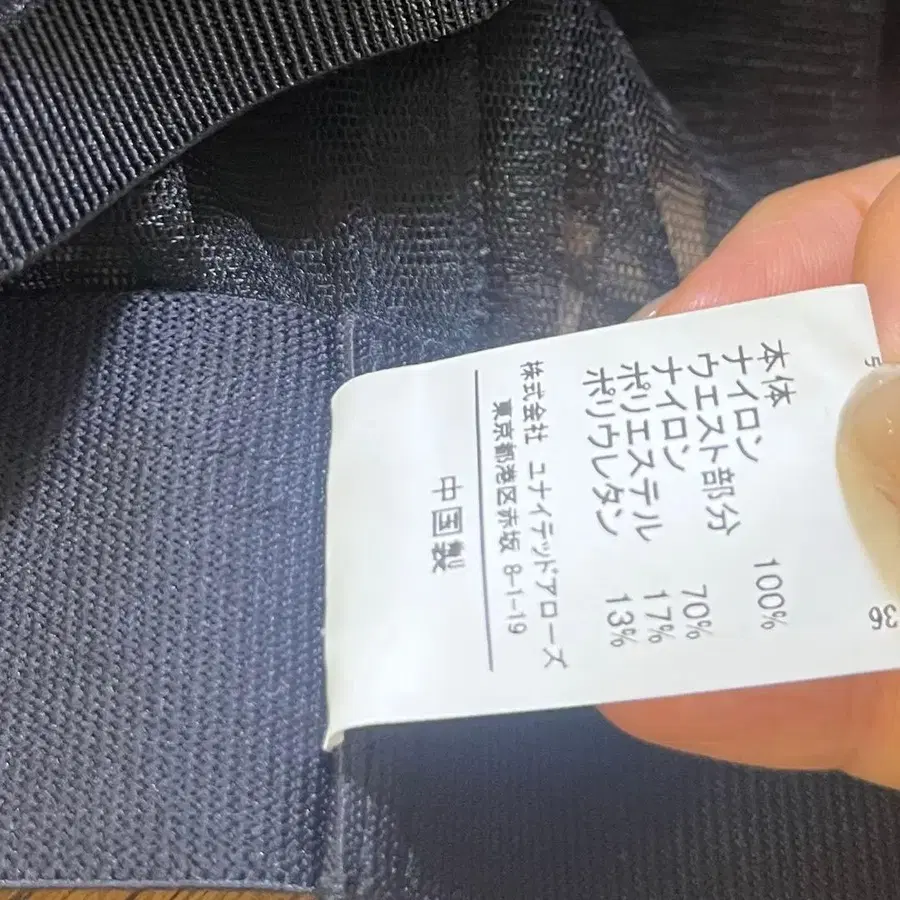 本体
ナイロン 100%
ウエスト部分
ナイロン 70%
ポリエステル 17%
ポリウレタン 13%
株式会社 ユナイテッドアローズ
東京都港区赤坂 8-1-19
中国製
5
36